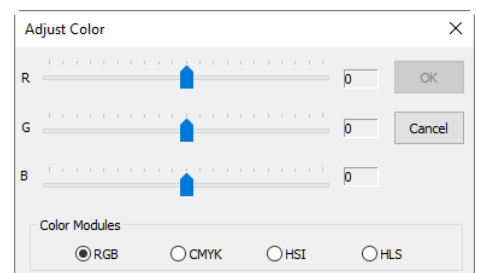 Adjust Color
R 0 OK
G 0 Cancel
B 0
Color Modules
RGB CMYK HSI HLS